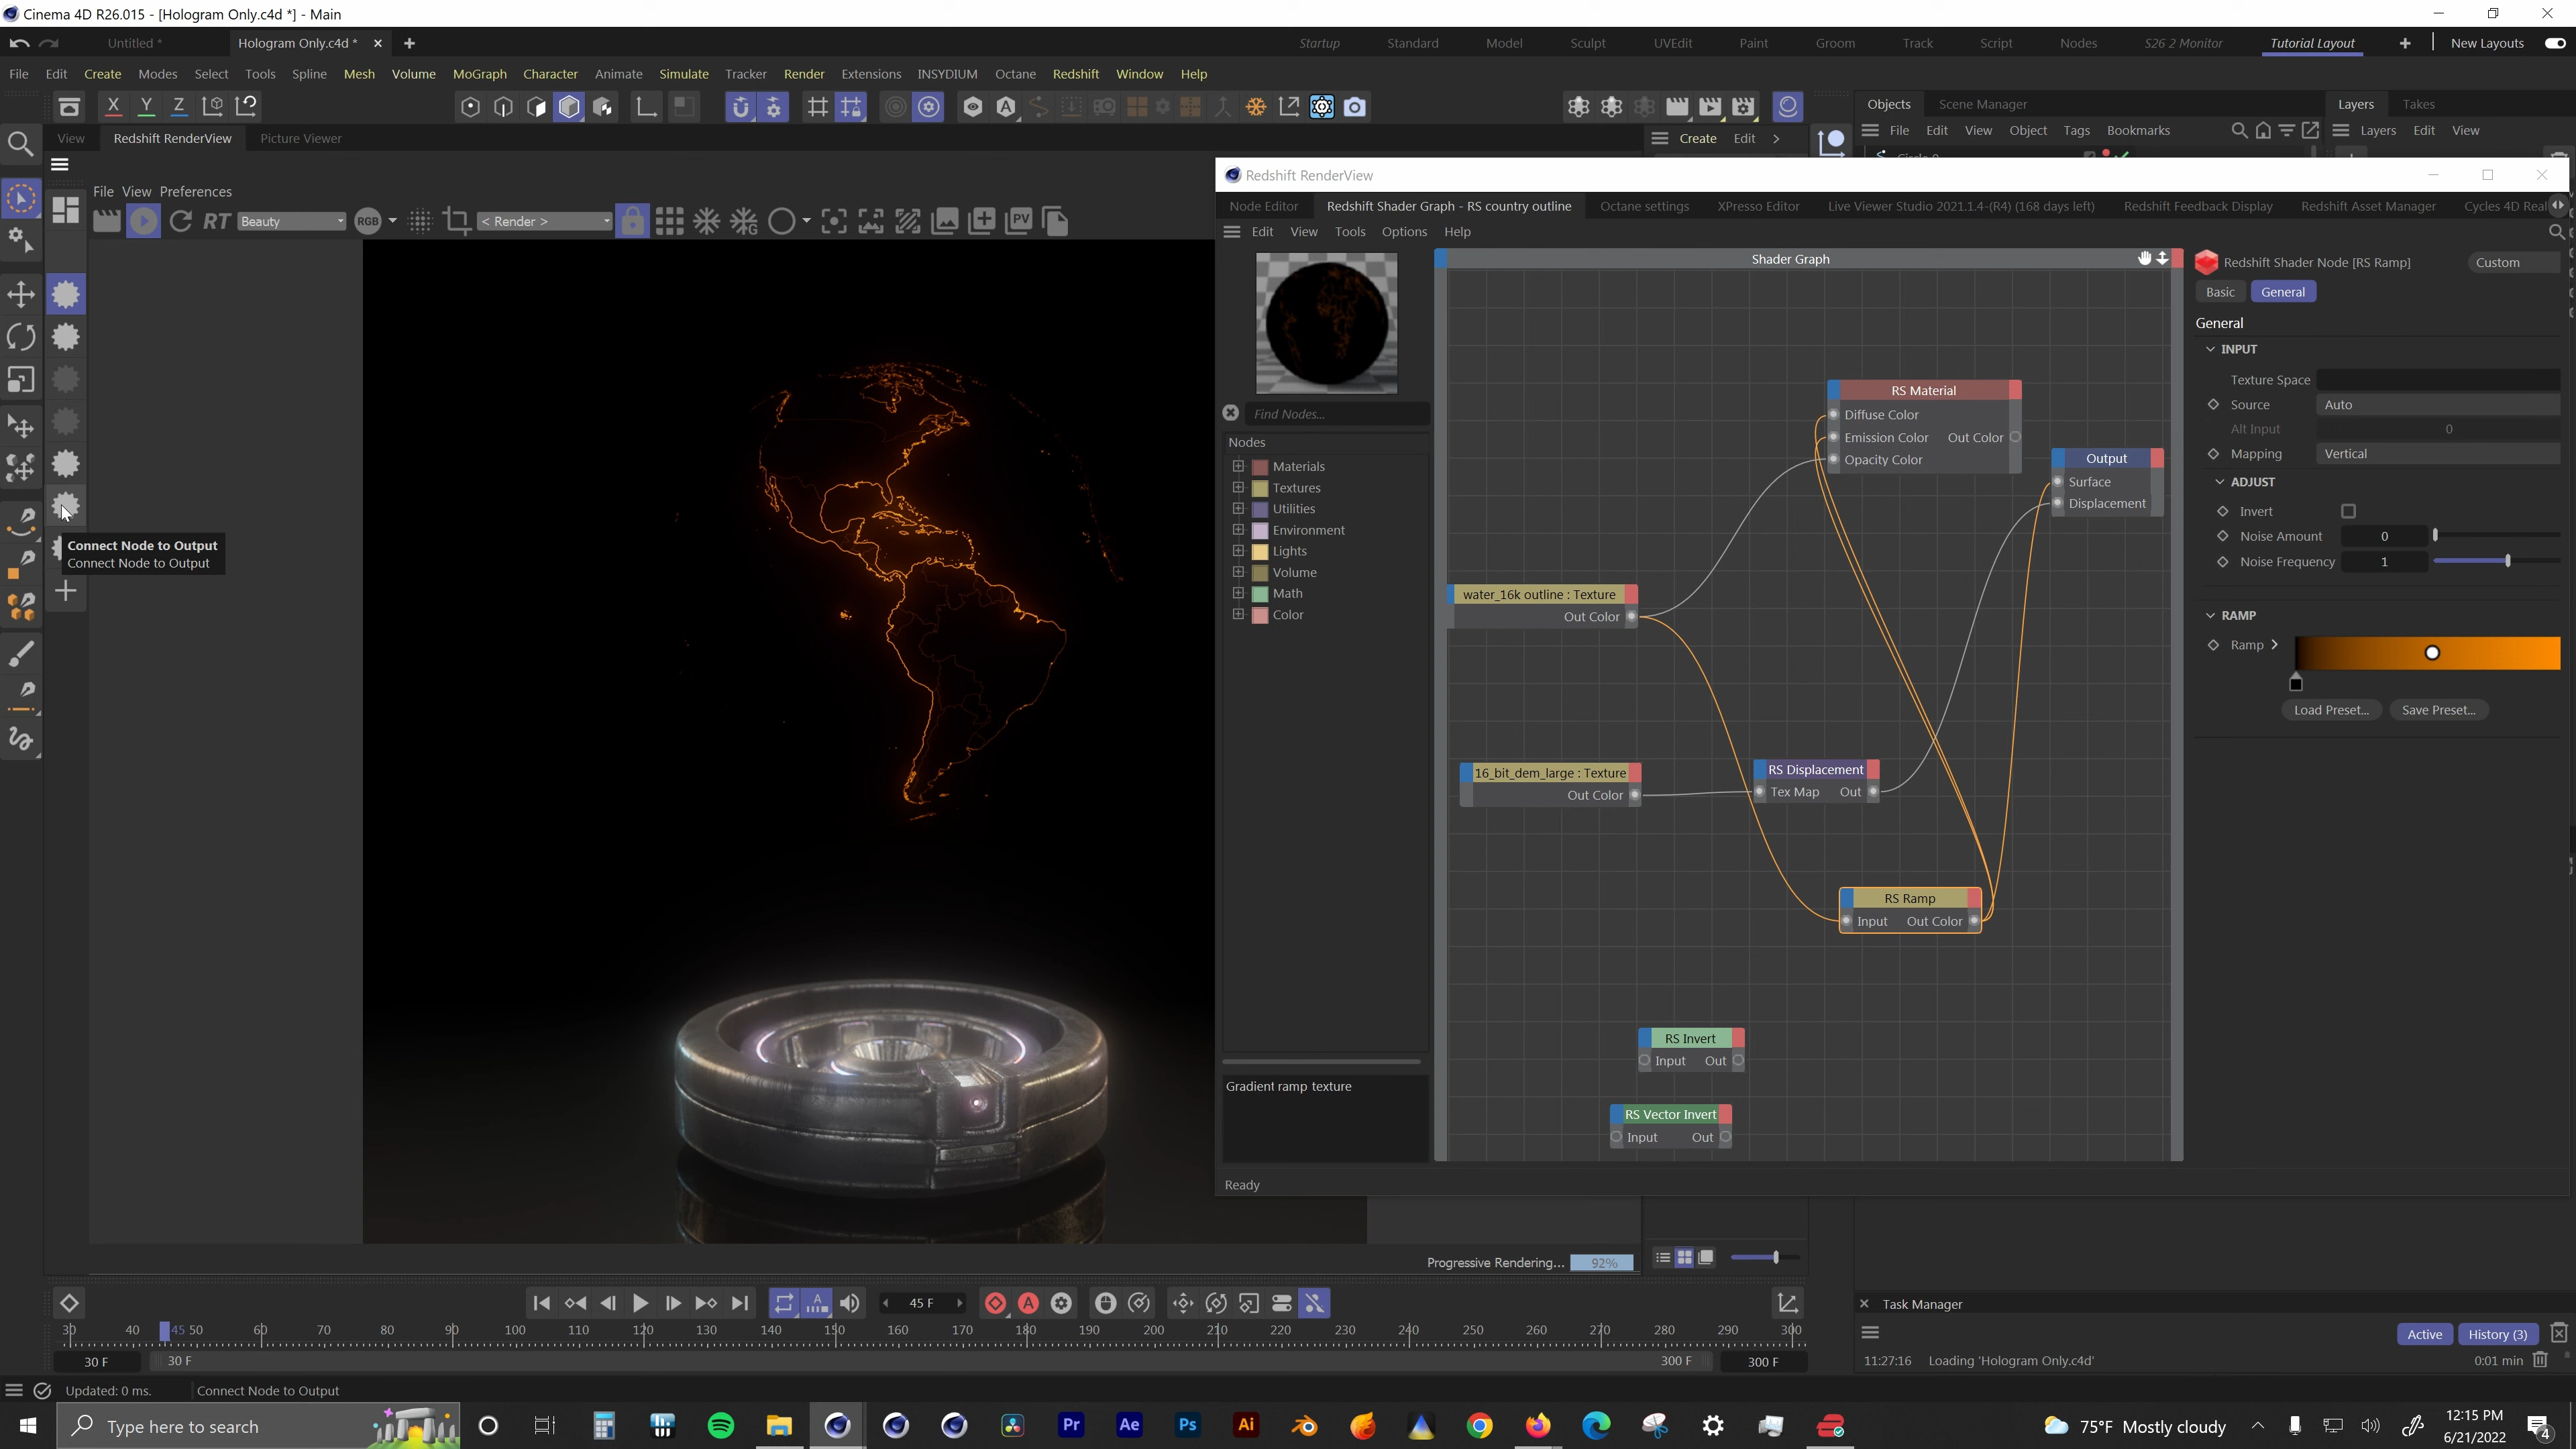 Cinema 4D R26.015 - [Hologram Only.c4d *] - Main
Untitled *
Hologram Only.c4d *
Startup Standard Model Sculpt UVEdit Paint Groom Track Script Nodes S26 2 Monitor Tutorial Layout New Layouts
File Edit Create Modes Select Tools Spline Mesh Volume MoGraph Character Animate Simulate Tracker Render Extensions INSYDIUM Octane Redshift Window Help
X Y Z
Objects Scene Manager
Layers Takes
View Redshift RenderView Picture Viewer
Create Edit
File Edit View Object Tags Bookmarks
Layers Edit View
File View Preferences
RT Beauty RGB < Render > PV
Redshift RenderView
Node Editor Redshift Shader Graph - RS country outline Octane settings XPresso Editor Live Viewer Studio 2021.1.4-(R4) (168 days left) Redshift Feedback Display Redshift Asset Manager Cycles 4D Real
Edit View Tools Options Help
Shader Graph
Find Nodes...
Nodes
Materials
Textures
Utilities
Environment
Lights
Volume
Math
Color
Gradient ramp texture
Ready
RS Material
Diffuse Color
Emission Color Out Color
Opacity Color
Output
Surface
Displacement
water_16k outline : Texture
Out Color
16_bit_dem_large : Texture
Out Color
RS Displacement
Tex Map Out
RS Ramp
Input Out Color
RS Invert
Input Out
RS Vector Invert
Input Out
Redshift Shader Node [RS Ramp]
Custom
Basic General
General
INPUT
Texture Space
Source Auto
Alt Input 0
Mapping Vertical
ADJUST
Invert
Noise Amount 0
Noise Frequency 1
RAMP
Ramp
Load Preset... Save Preset...
Connect Node to Output
Connect Node to Output
Progressive Rendering... 92%
45 F
30 40 45 50 60 70 80 90 100 110 120 130 140 150 160 170 180 190 200 210 220 230 240 250 260 270 280 290 300
30 F 30 F 300 F 300 F
Task Manager
Active History (3)
11:27:16 Loading 'Hologram Only.c4d' 0:01 min
Updated: 0 ms. Connect Node to Output
Type here to search
Pr Ae Ps Ai
75°F Mostly cloudy
12:15 PM
6/21/2022
4